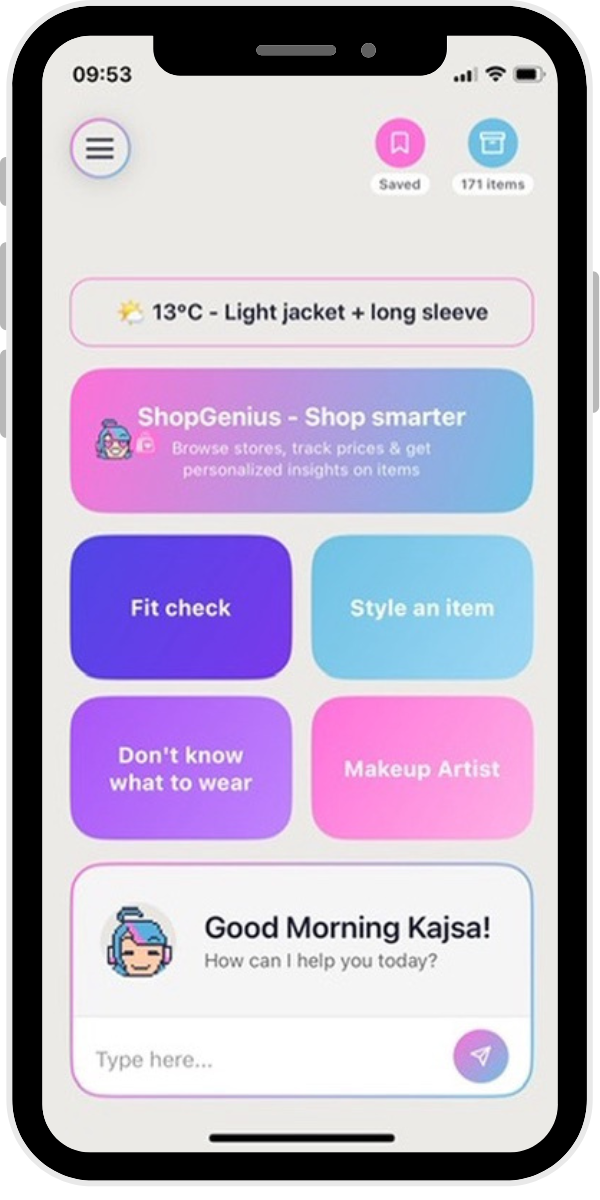 09:53
Saved
171 items
🌤️ 13°C - Light jacket + long sleeve
ShopGenius - Shop smarter
Browse stores, track prices & get
personalized insights on items
Fit check
Style an item
Don't know
what to wear
Makeup Artist
Good Morning Kajsa!
How can I help you today?
Type here...